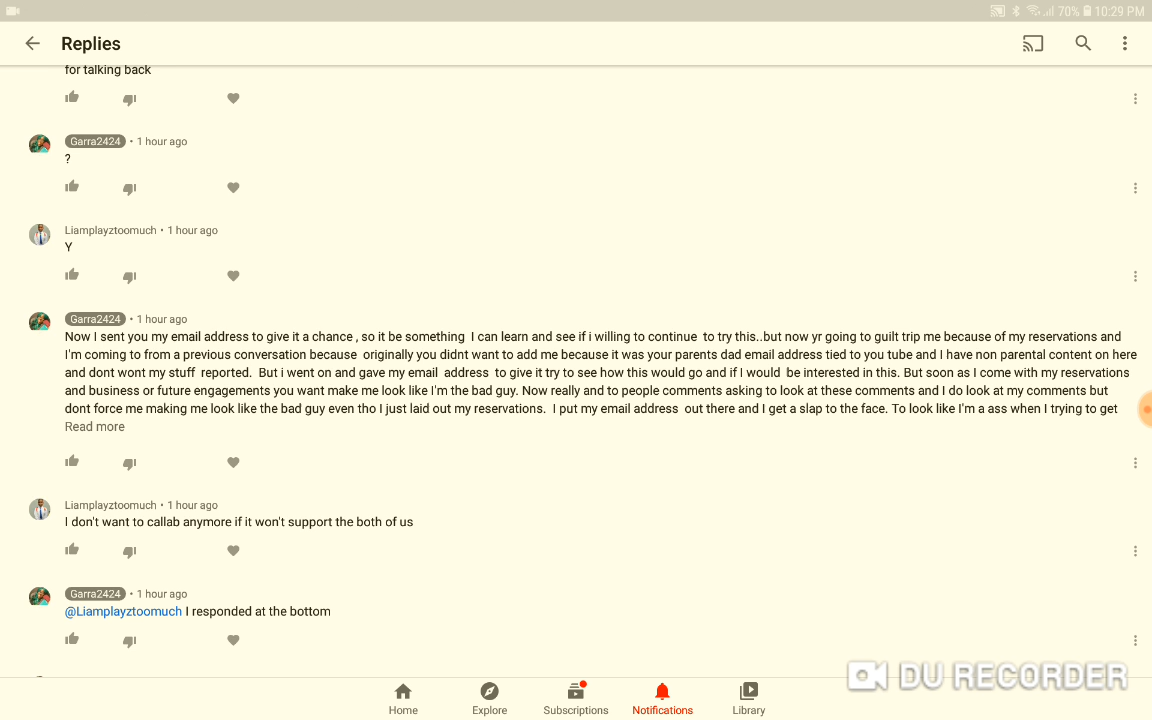 70% 10:29 PM
Replies
for talking back
Garra2424 • 1 hour ago
?
Liamplayztoomuch • 1 hour ago
Y
Garra2424 • 1 hour ago
Now I sent you my email address to give it a chance , so it be something I can learn and see if i willing to continue to try this..but now yr going to guilt trip me because of my reservations and
I'm coming to from a previous conversation because originally you didnt want to add me because it was your parents dad email address tied to you tube and I have non parental content on here
and dont wont my stuff reported. But i went on and gave my email address to give it try to see how this would go and if I would be interested in this. But soon as I come with my reservations
and business or future engagements you want make me look like I'm the bad guy. Now really and to people comments asking to look at these comments and I do look at my comments but
dont force me making me look like the bad guy even tho I just laid out my reservations. I put my email address out there and I get a slap to the face. To look like I'm a ass when I trying to get
Read more
Liamplayztoomuch • 1 hour ago
I don't want to callab anymore if it won't support the both of us
Garra2424 • 1 hour ago
@Liamplayztoomuch I responded at the bottom
DU RECORDER
Home Explore Subscriptions Notifications Library